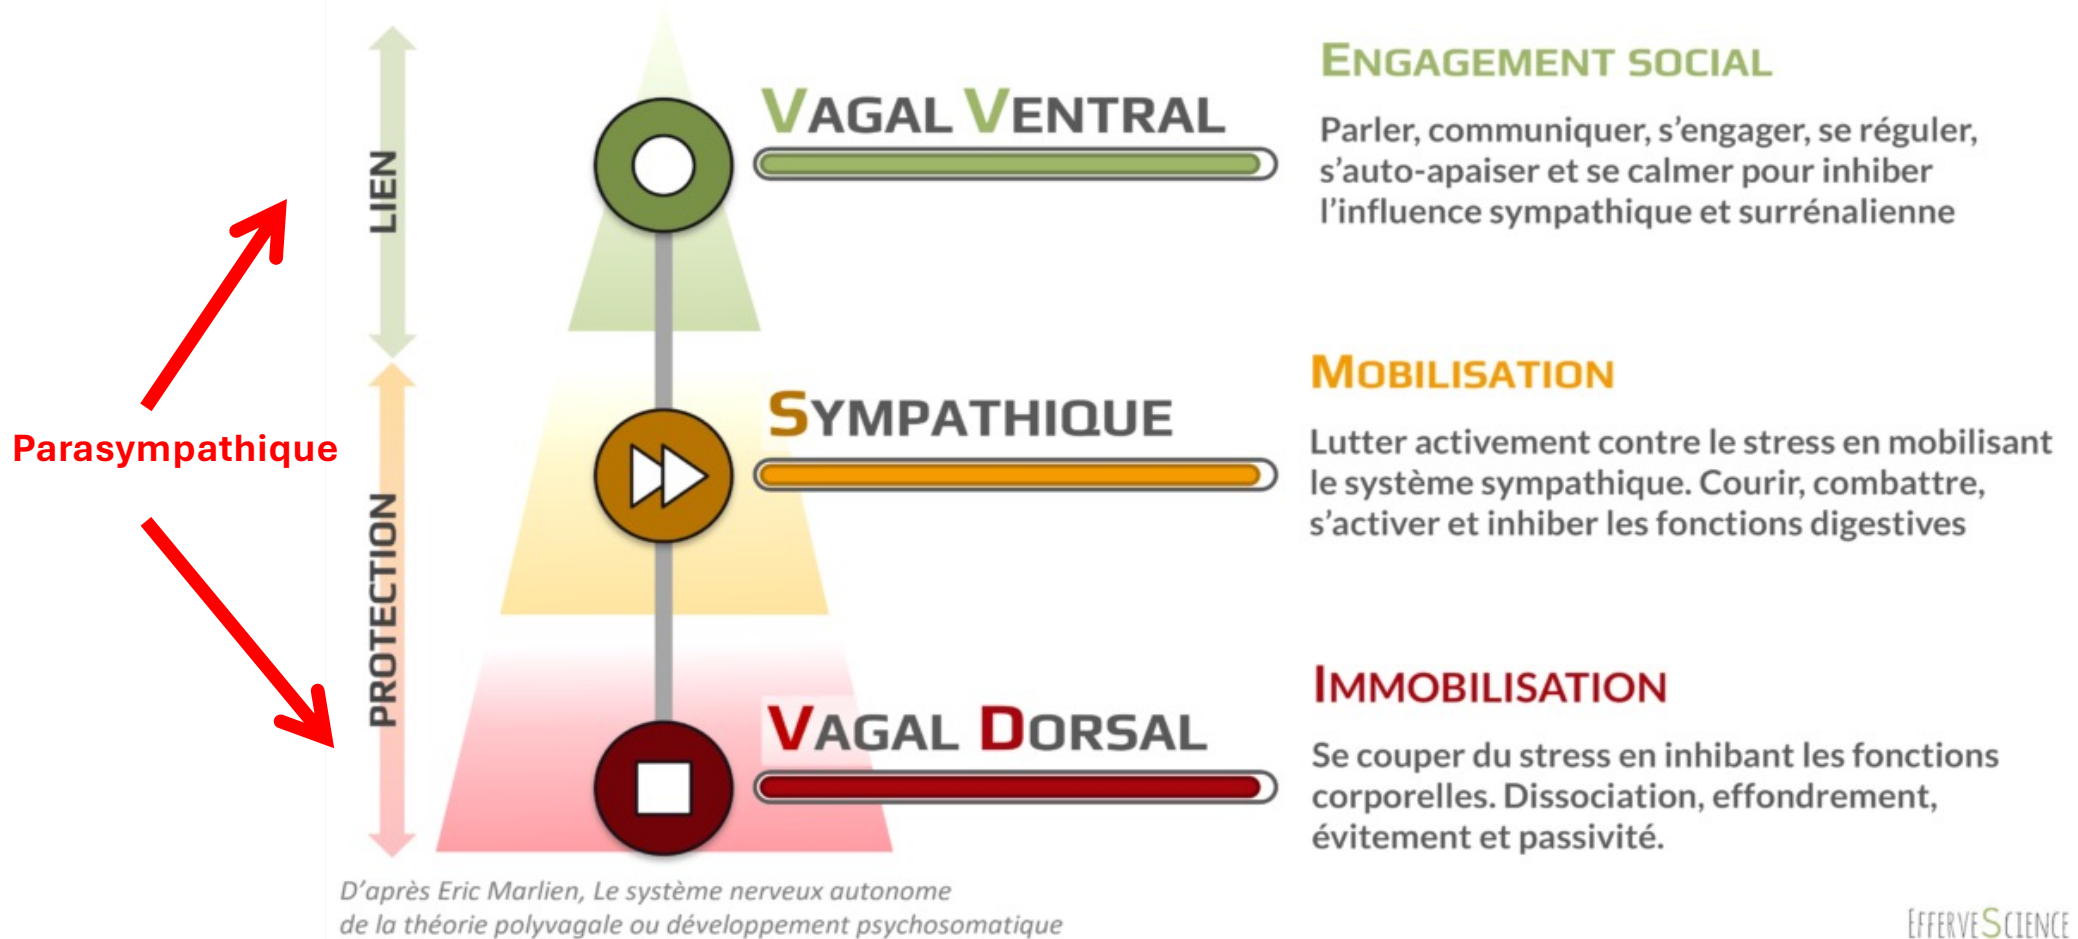 LIEN
PROTECTION
Parasympathique
VAGAL VENTRAL
ENGAGEMENT SOCIAL
Parler, communiquer, s'engager, se réguler,
s'auto-apaiser et se calmer pour inhiber
l'influence sympathique et surrénalienne
SYMPATHIQUE
MOBILISATION
Lutter activement contre le stress en mobilisant
le système sympathique. Courir, combattre,
s'activer et inhiber les fonctions digestives
VAGAL DORSAL
IMMOBILISATION
Se couper du stress en inhibant les fonctions
corporelles. Dissociation, effondrement,
évitement et passivité.
D'après Eric Marlien, Le système nerveux autonome
de la théorie polyvagale ou développement psychosomatique
EFFERVESCIENCE